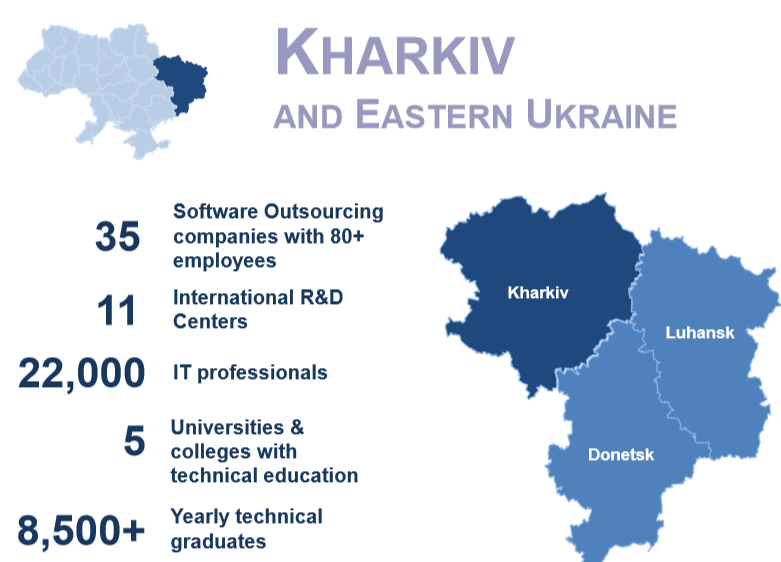 KHARKIV
AND EASTERN UKRAINE
35
Software Outsourcing
companies with 80+
employees
11
International R&D
Centers
22,000
IT professionals
5
Universities &
colleges with
technical education
8,500+
Yearly technical
graduates
Kharkiv
Luhansk
Donetsk